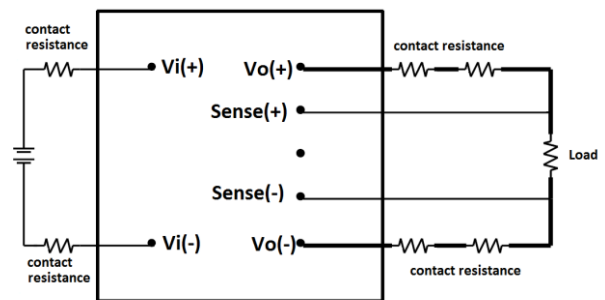 contact
resistance
contact resistance
Vi(+)
Vo(+)
Sense(+)
Load
Sense(-)
Vi(-)
Vo(-)
contact
resistance
contact resistance